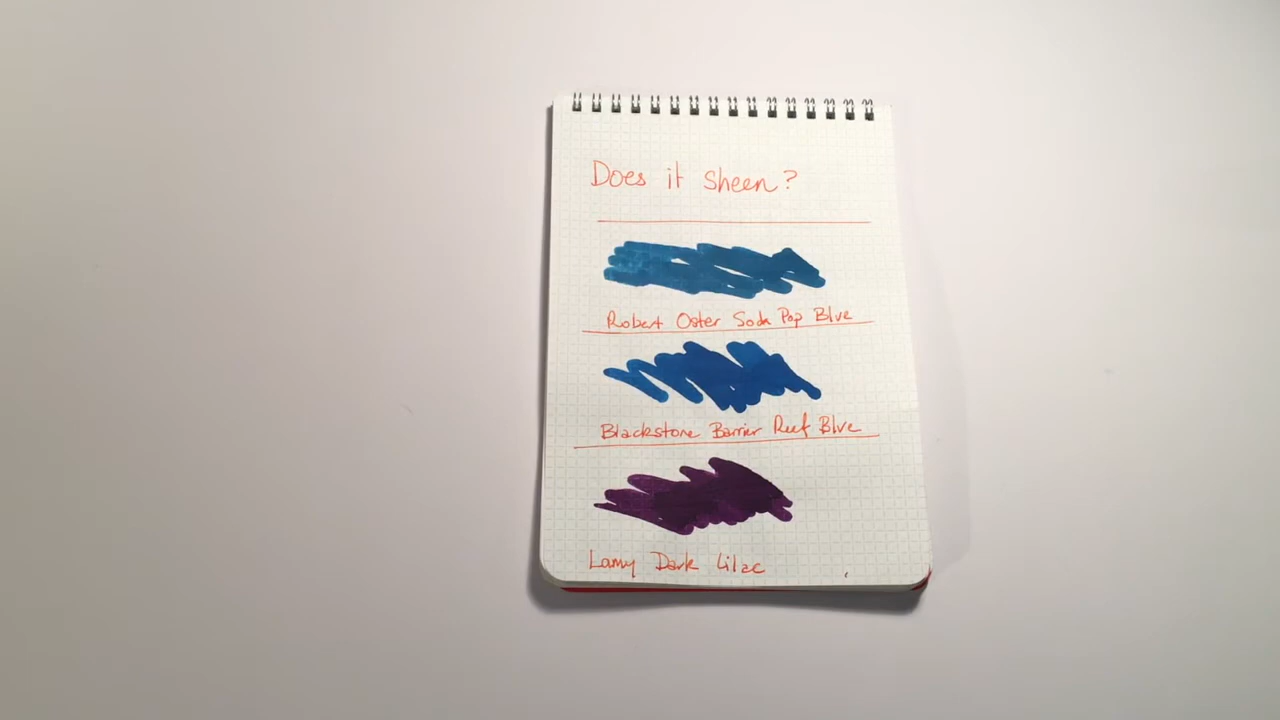 Does it sheen?
Robert Oster Soda Pop Blue
Blackstone Barrier Reef Blue
Lamy Dark Lilac